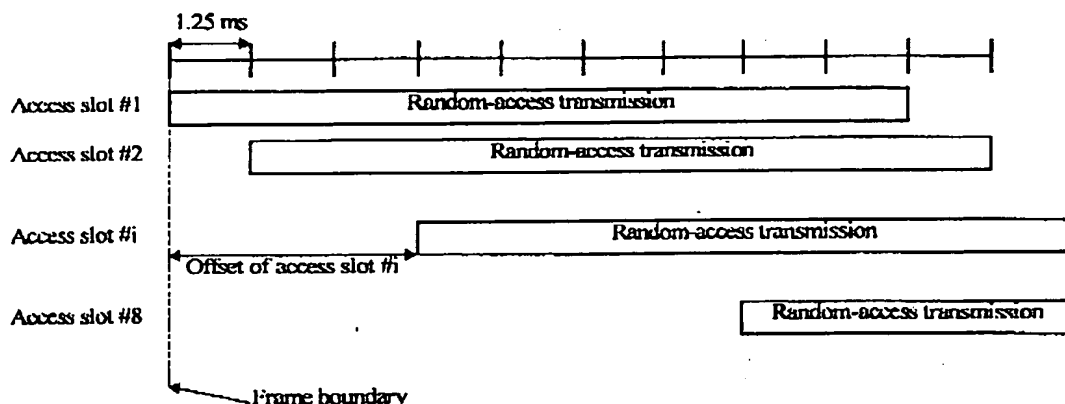 1.25 ms
Access slot #1
Random-access transmission
Access slot #2
Random-access transmission
Access slot #i
Random-access transmission
Offset of access slot #i
Access slot #8
Random-access transmission
Frame boundary